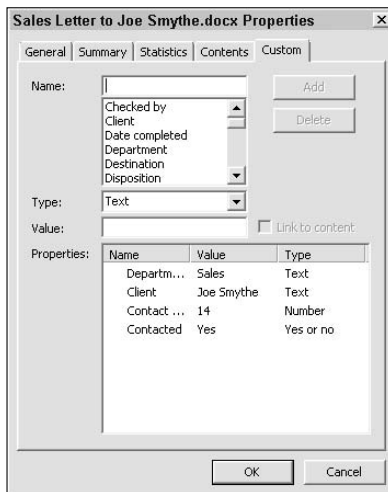 Sales Letter to Joe Smythe.docx Properties
General Summary Statistics Contents Custom
Name:
Add
Checked by
Client
Delete
Date completed
Department
Destination
Disposition
Type: Text
Value: Link to content
Properties: Name Value Type
Departm... Sales Text
Client Joe Smythe Text
Contact ... 14 Number
Contacted Yes Yes or no
OK Cancel